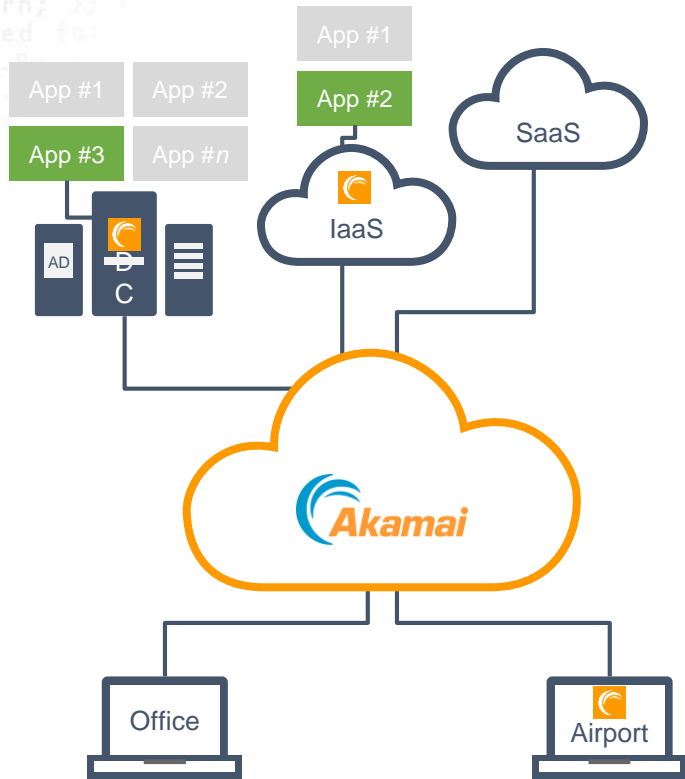 App #1
App #2
SaaS
App #1 App #2
App #3 App #n
IaaS
AD
D
C
Akamai
Office
Airport